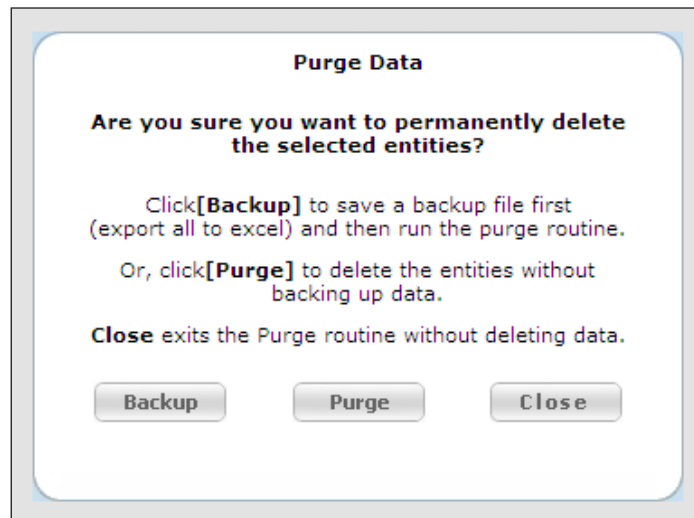 Purge Data
Are you sure you want to permanently delete
the selected entities?
Click[Backup] to save a backup file first
(export all to excel) and then run the purge routine.
Or, click[Purge] to delete the entities without
backing up data.
Close exits the Purge routine without deleting data.
Backup Purge Close